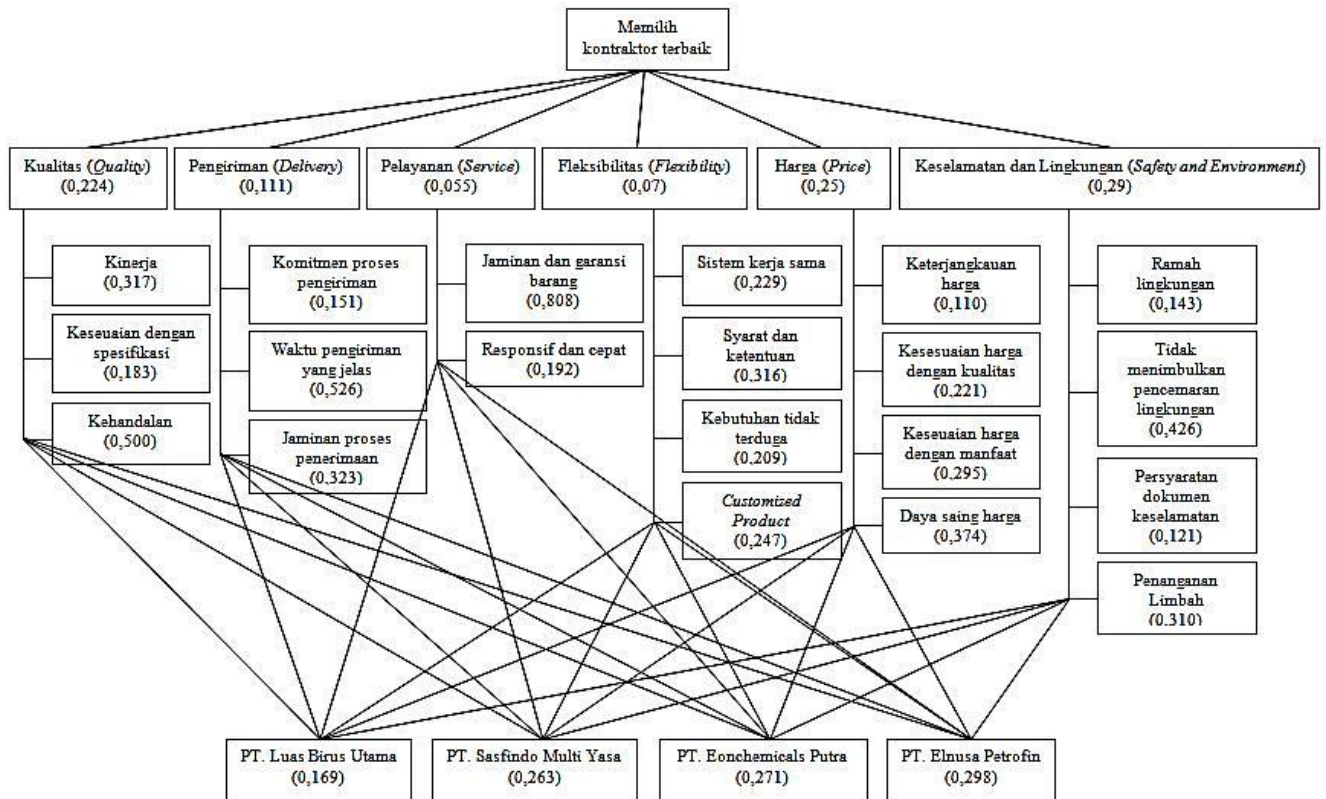 Memilih
kontraktor terbaik
Kualitas (Quality)
(0,224)
Pengiriman (Delivery)
(0,111)
Pelayanan (Service)
(0,055)
Fleksibilitas (Flexibility)
(0,07)
Harga (Price)
(0,25)
Keselamatan dan Lingkungan (Safety and Environment)
(0,29)
Kinerja
(0,317)
Keseuaian dengan
spesifikasi
(0,183)
Kehandalan
(0,500)
Komitmen proses
pengiriman
(0,151)
Waktu pengiriman
yang jelas
(0,526)
Jaminan proses
penerimaan
(0,323)
Jaminan dan garansi
barang
(0,808)
Responsif dan cepat
(0,192)
Sistem kerja sama
(0,229)
Syarat dan
ketentuan
(0,316)
Kebutuhan tidak
terduga
(0,209)
Customized
Product
(0,247)
Keterjangkauan
harga
(0,110)
Kesesuaian harga
dengan kualitas
(0,221)
Keseuaian harga
dengan manfaat
(0,295)
Daya saing harga
(0,374)
Ramah
lingkungan
(0,143)
Tidak
menimbulkan
pencemaran
lingkungan
(0,426)
Persyaratan
dokumen
keselamatan
(0,121)
Penanganan
Limbah
(0,310)
PT. Luas Birus Utama
(0,169)
PT. Sasfindo Multi Yasa
(0,263)
PT. Eonchemicals Putra
(0,271)
PT. Elnusa Petrofin
(0,298)